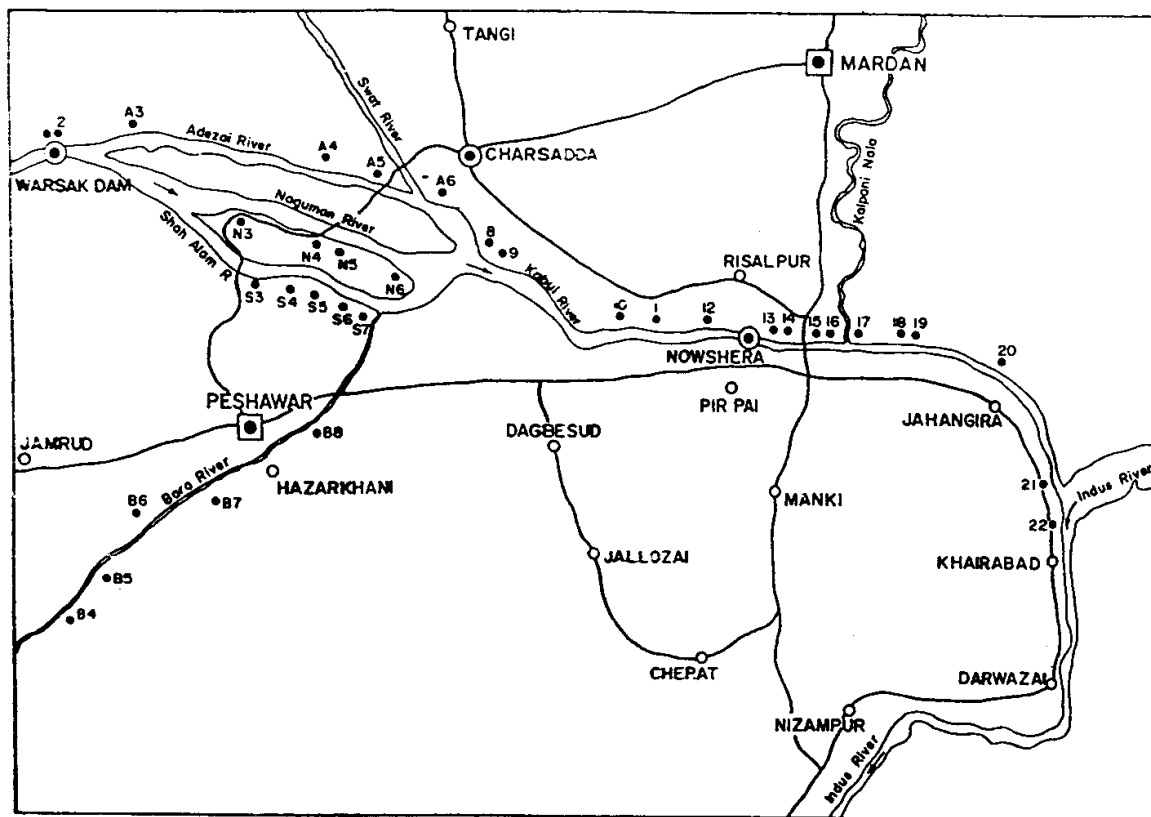 TANGI
MARDAN
Swat River
2
A3
Adezai River
A4
A5
A6
CHARSADDA
WARSAK DAM
Kalpani Nala
Naguman River
Shah Alam R
N3
N4
N5
N6
8
9
S3
S4
S5
S6
S7
Kabul River
RISALPUR
1
12
13
14
15
16
17
18
19
20
NOWSHERA
PIR PAI
JAHANGIRA
PESHAWAR
JAMRUD
B8
DAGBESUD
HAZARKHANI
Bara River
B6
B7
MANKI
21
Indus River
22
B5
JALLOZAI
KHAIRABAD
B4
CHEPAT
DARWAZAI
NIZAMPUR
Indus River